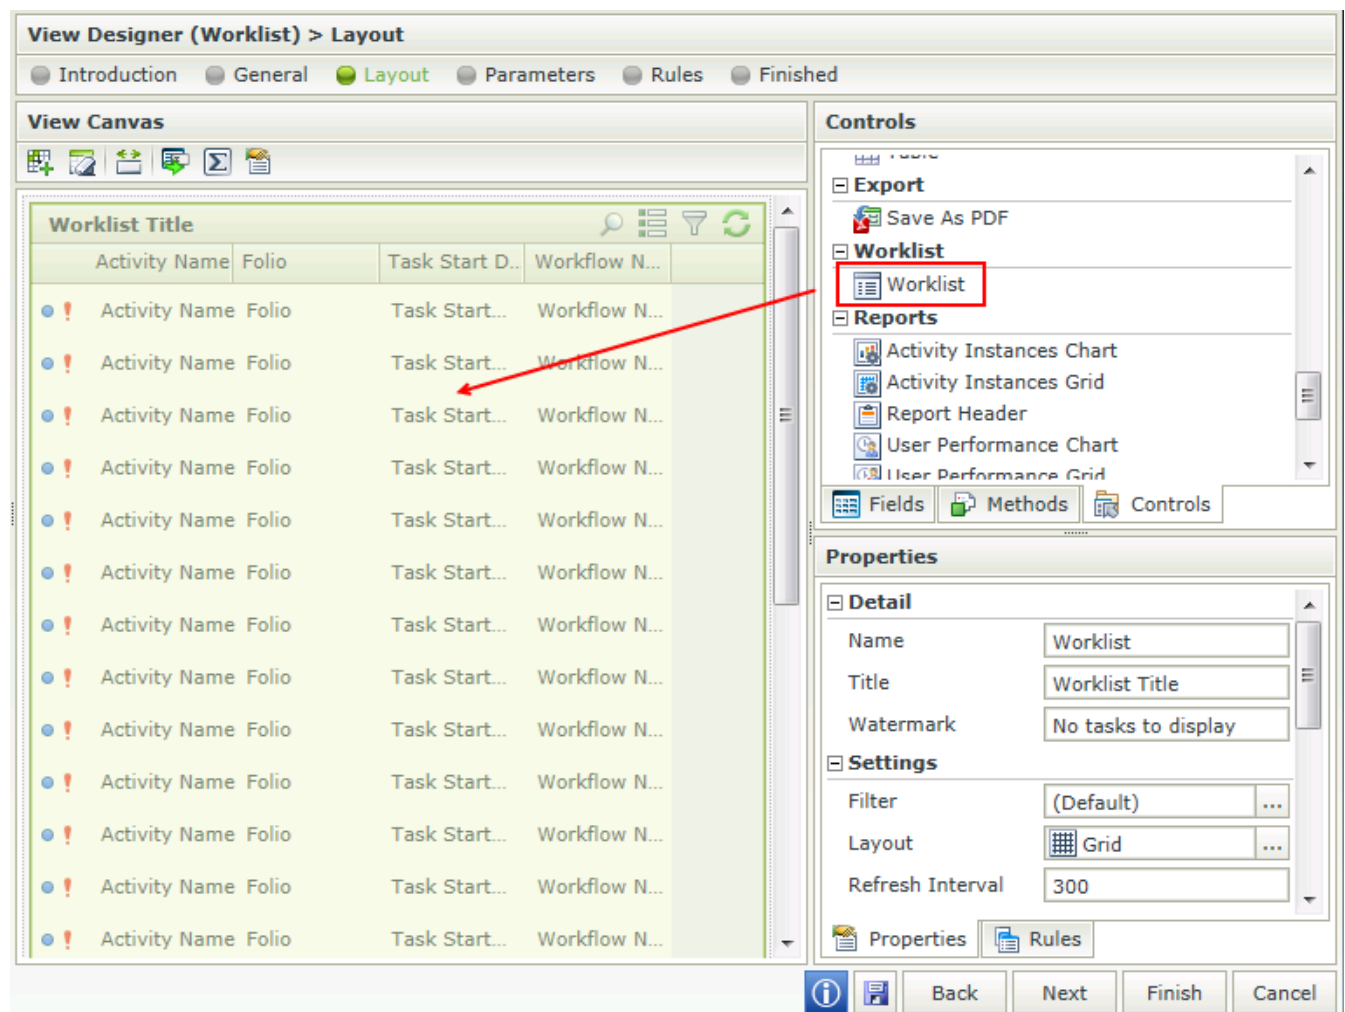 View Designer (Worklist) > Layout
Introduction General Layout Parameters Rules Finished
View Canvas
Worklist Title
Activity Name Folio Task Start D... Workflow N...
Activity Name Folio Task Start... Workflow N...
Activity Name Folio Task Start... Workflow N...
Activity Name Folio Task Start... Workflow N...
Activity Name Folio Task Start... Workflow N...
Activity Name Folio Task Start... Workflow N...
Activity Name Folio Task Start... Workflow N...
Activity Name Folio Task Start... Workflow N...
Activity Name Folio Task Start... Workflow N...
Activity Name Folio Task Start... Workflow N...
Activity Name Folio Task Start... Workflow N...
Activity Name Folio Task Start... Workflow N...
Activity Name Folio Task Start... Workflow N...
Activity Name Folio Task Start... Workflow N...
Controls
Table
Export
Save As PDF
Worklist
Worklist
Reports
Activity Instances Chart
Activity Instances Grid
Report Header
User Performance Chart
User Performance Grid
Fields Methods Controls
Properties
Detail
Name Worklist
Title Worklist Title
Watermark No tasks to display
Settings
Filter (Default) ...
Layout Grid ...
Refresh Interval 300
Properties Rules
Back Next Finish Cancel